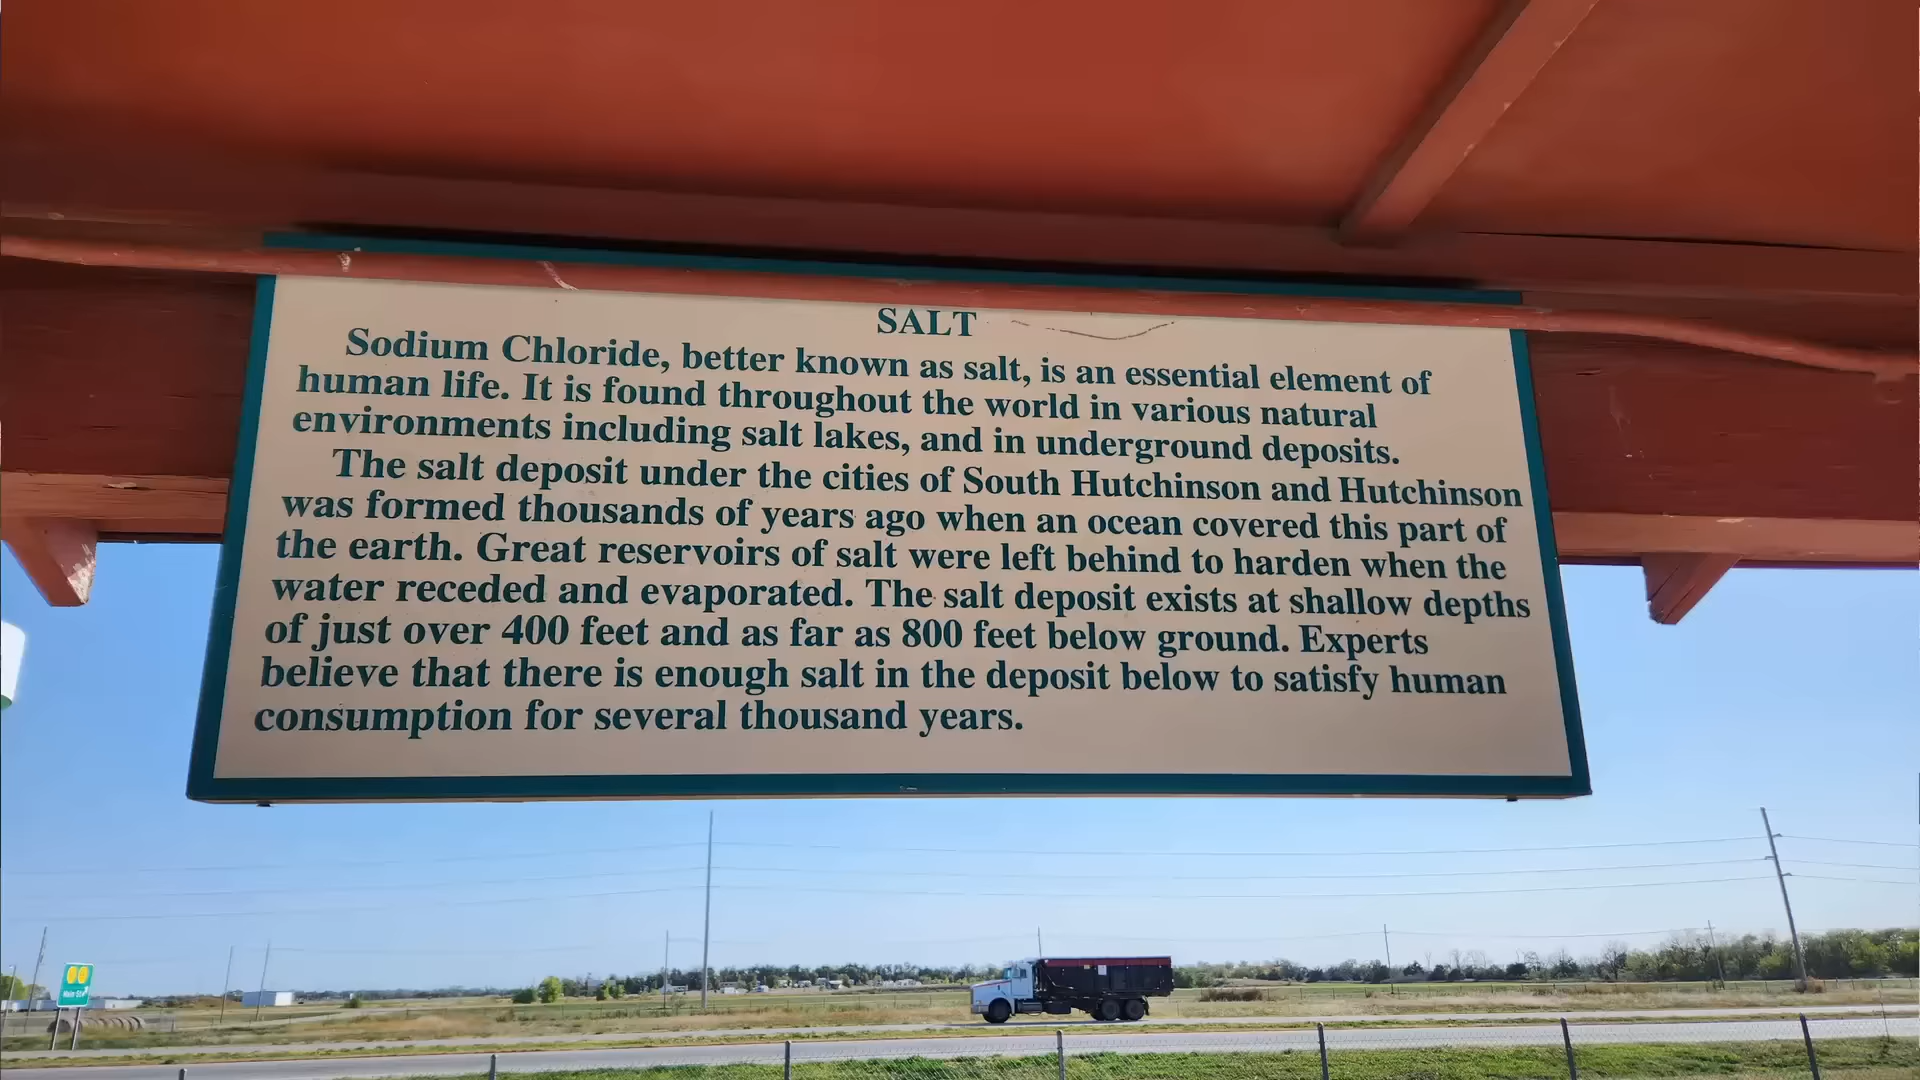 SALT
Sodium Chloride, better known as salt, is an essential element of
human life. It is found throughout the world in various natural
environments including salt lakes, and in underground deposits.
The salt deposit under the cities of South Hutchinson and Hutchinson
was formed thousands of years ago when an ocean covered this part of
the earth. Great reservoirs of salt were left behind to harden when the
water receded and evaporated. The salt deposit exists at shallow depths
of just over 400 feet and as far as 800 feet below ground. Experts
believe that there is enough salt in the deposit below to satisfy human
consumption for several thousand years.
Main St